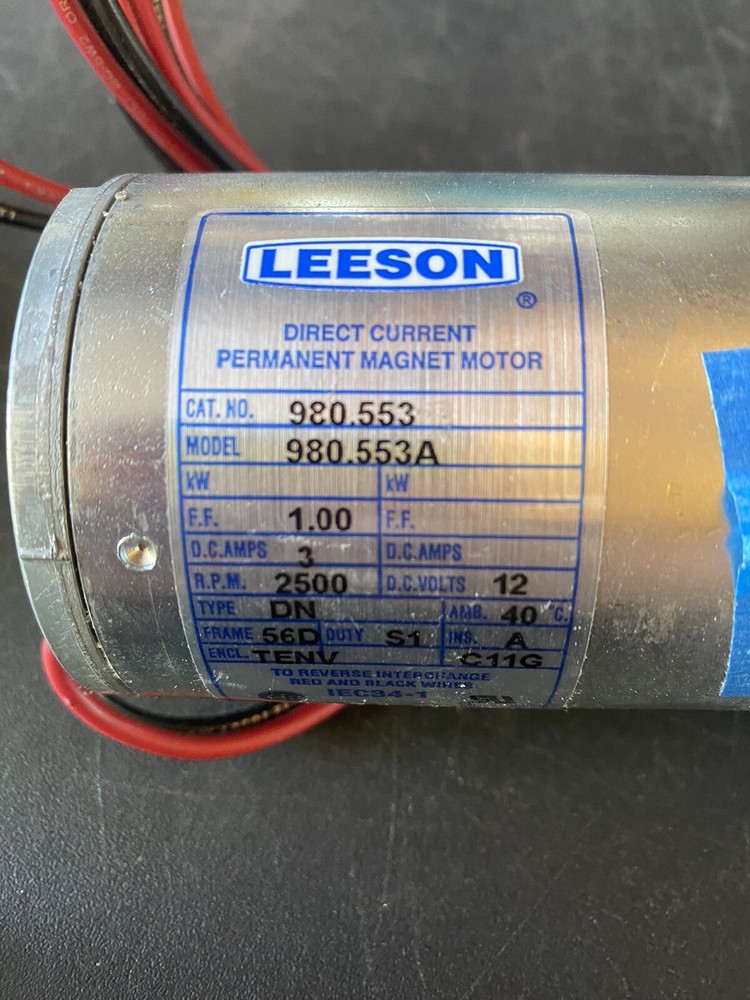 LEESON
®
DIRECT CURRENT
PERMANENT MAGNET MOTOR
CAT. NO. 980.553
MODEL 980.553A
kW kW
F.F. 1.00 F.F.
D.C.AMPS 3 D.C.AMPS
R.P.M. 2500 D.C.VOLTS 12
TYPE DN AMB. 40 °C.
FRAME 56D DUTY S1 INS. A
ENCL. TENV C11G
TO REVERSE INTERCHANGE
RED AND BLACK WIRES
IEC34-1